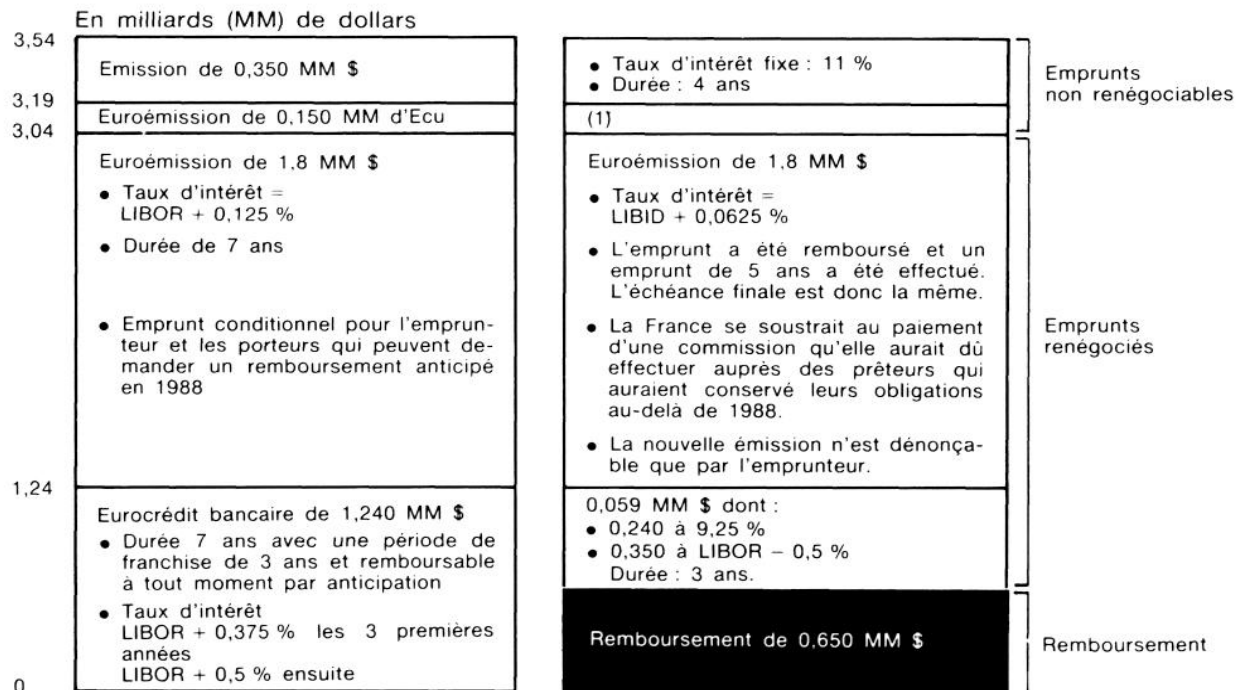 En milliards (MM) de dollars
3,54
Emission de 0,350 MM $
3,19
Euroémission de 0,150 MM d'Ecu
3,04
Euroémission de 1,8 MM $
• Taux d'intérêt =
LIBOR + 0,125 %
• Durée de 7 ans
• Emprunt conditionnel pour l'emprun-
teur et les porteurs qui peuvent de-
mander un remboursement anticipé
en 1988
1,24
Eurocrédit bancaire de 1,240 MM $
• Durée 7 ans avec une période de
franchise de 3 ans et remboursable
à tout moment par anticipation
• Taux d'intérêt
LIBOR + 0,375 % les 3 premières
années
LIBOR + 0,5 % ensuite
0
• Taux d'intérêt fixe : 11 %
• Durée : 4 ans
(1)
Euroémission de 1,8 MM $
• Taux d'intérêt =
LIBID + 0,0625 %
• L'emprunt a été remboursé et un
emprunt de 5 ans a été effectué.
L'échéance finale est donc la même.
• La France se soustrait au paiement
d'une commission qu'elle aurait dû
effectuer auprès des prêteurs qui
auraient conservé leurs obligations
au-delà de 1988.
• La nouvelle émission n'est dénonça-
ble que par l'emprunteur.
0,059 MM $ dont :
• 0,240 à 9,25 %
• 0,350 à LIBOR – 0,5 %
Durée : 3 ans.
Remboursement de 0,650 MM $
Emprunts
non renégociables
Emprunts
renégociés
Remboursement